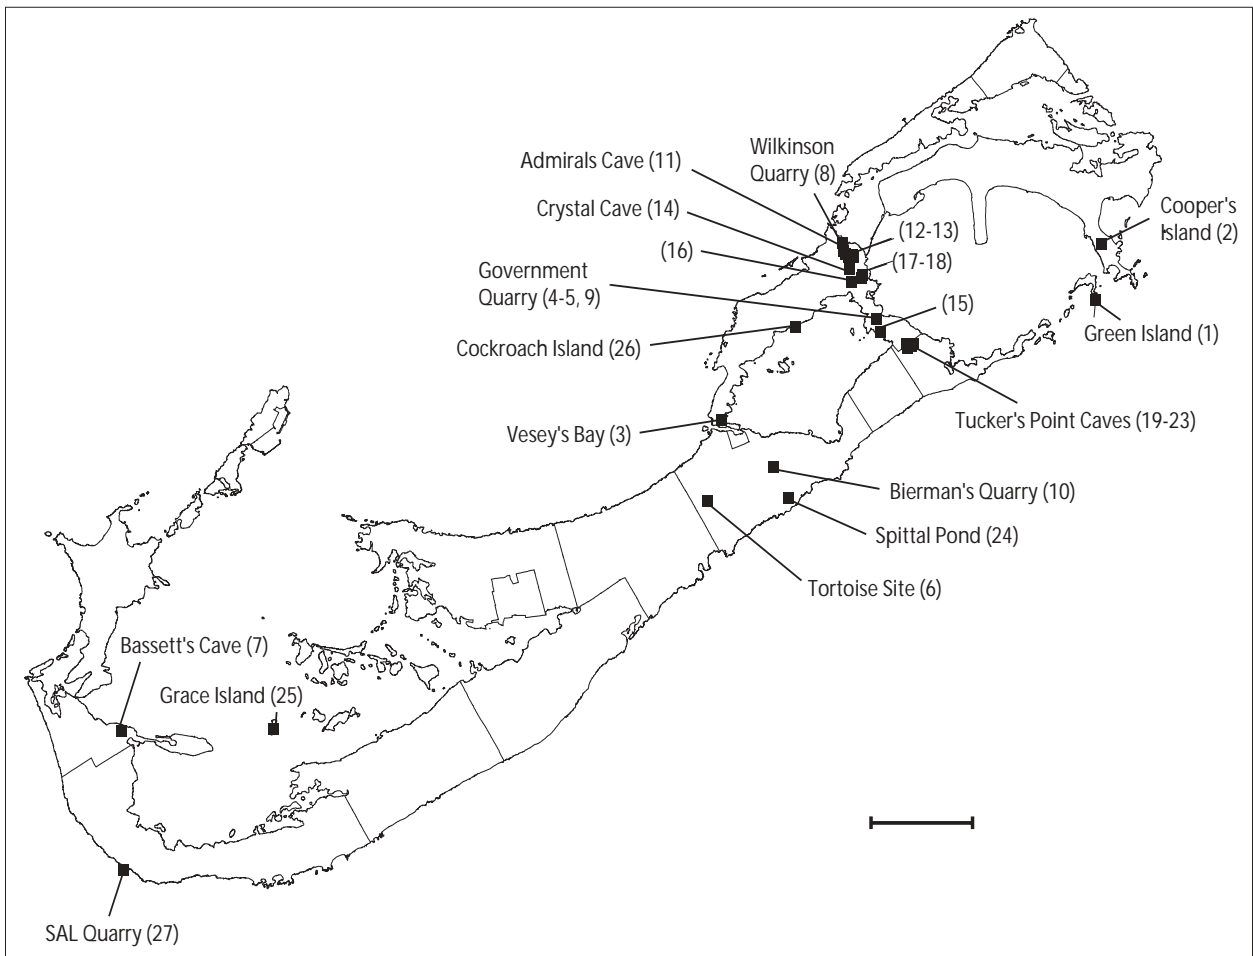 Wilkinson
Quarry (8)
Admirals Cave (11)
Crystal Cave (14)
Cooper's
Island (2)
(12-13)
(16)
(17-18)
Government
Quarry (4-5, 9)
(15)
Green Island (1)
Cockroach Island (26)
Tucker's Point Caves (19-23)
Vesey's Bay (3)
Bierman's Quarry (10)
Spittal Pond (24)
Tortoise Site (6)
Bassett's Cave (7)
Grace Island (25)
SAL Quarry (27)